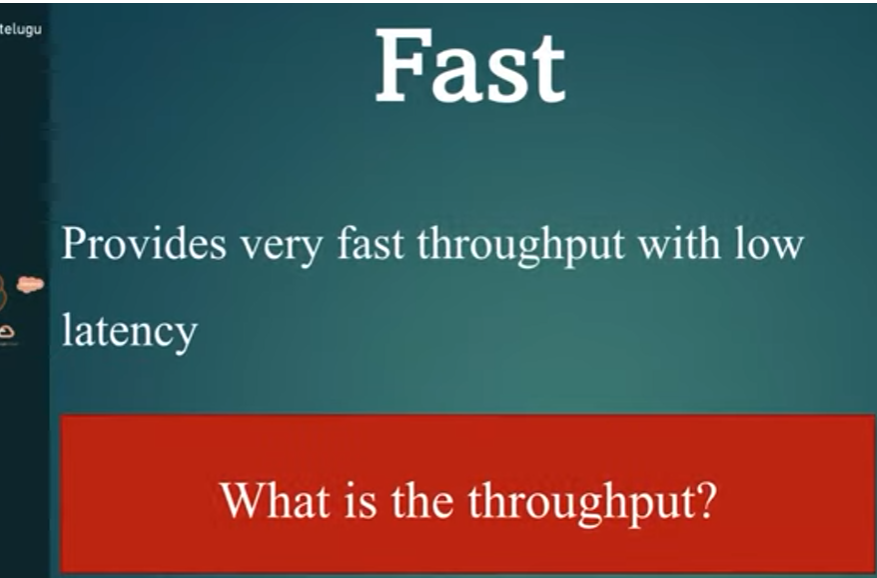 telugu
Fast
Provides very fast throughput with low
latency
What is the throughput?